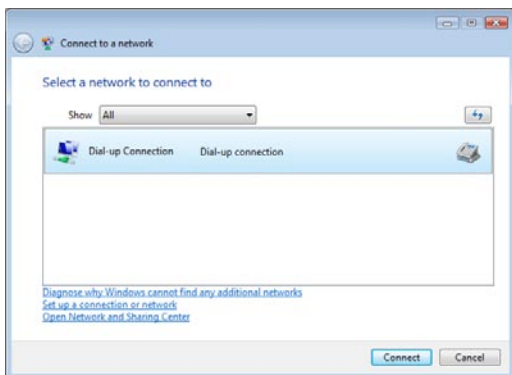 Connect to a network
Select a network to connect to
Show All
Dial-up Connection Dial-up connection
Diagnose why Windows cannot find any additional networks
Set up a connection or network
Open Network and Sharing Center
Connect Cancel